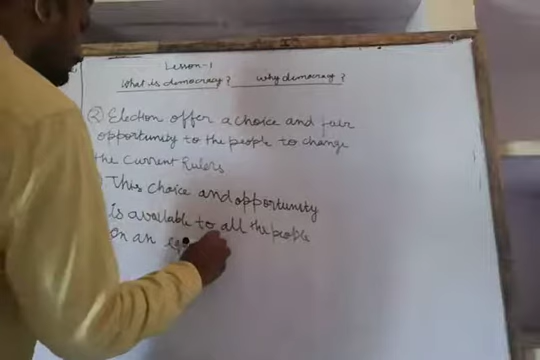 Lesson-1
What is democracy? why democracy?
② Election offer a choice and fair
opportunity to the people to change
the current Rulers
This choice and opportunity
is available to all the people
on an